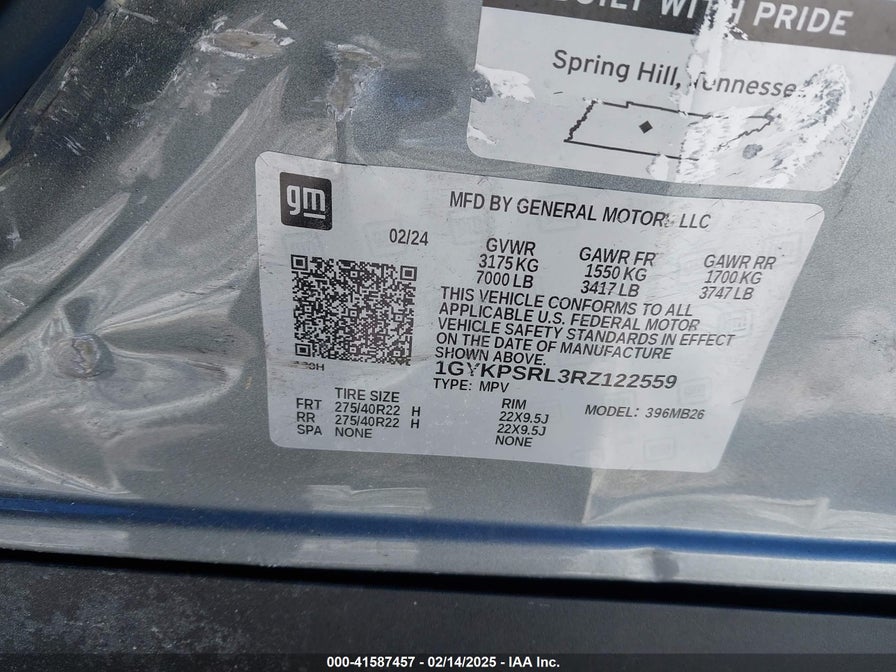 BUILT WITH PRIDE
Spring Hill, Tennessee
gm
MFD BY GENERAL MOTORS LLC
02/24
GVWR
3175 KG
7000 LB
GAWR FRT
1550 KG
3417 LB
GAWR RR
1700 KG
3747 LB
THIS VEHICLE CONFORMS TO ALL
APPLICABLE U.S. FEDERAL MOTOR
VEHICLE SAFETY STANDARDS IN EFFECT
ON THE DATE OF MANUFACTURE
SHOWN ABOVE.
1GYKPSRL3RZ122559
TYPE: MPV
TIRE SIZE
FRT 275/40R22 H
RR 275/40R22 H
SPA NONE
RIM
22X9.5J
22X9.5J
NONE
MODEL: 396MB26
000-41587457 - 02/14/2025 - IAA Inc.